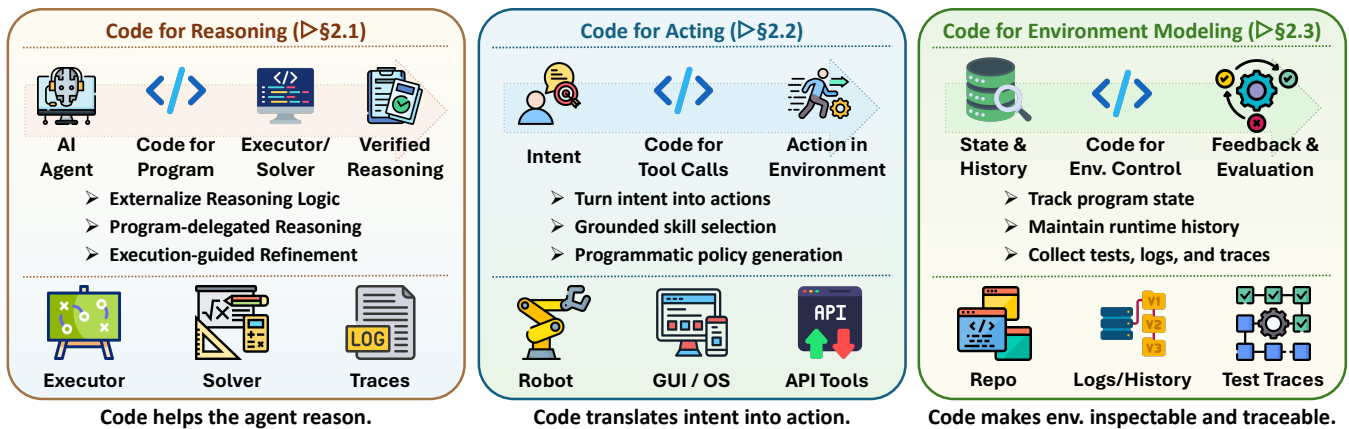 Code for Reasoning (▷§2.1)
AI
Agent
Code for
Program
</>
Executor/
Solver
Verified
Reasoning
➢ Externalize Reasoning Logic
➢ Program-delegated Reasoning
➢ Execution-guided Refinement
√x
LOG
Executor
Solver
Traces
Code helps the agent reason.
Code for Acting (▷§2.2)
</>
Intent
Code for
Tool Calls
Action in
Environment
➢ Turn intent into actions
➢ Grounded skill selection
➢ Programmatic policy generation
API
Robot
GUI / OS
API Tools
Code translates intent into action.
Code for Environment Modeling (▷§2.3)
</>
State &
History
Code for
Env. Control
Feedback &
Evaluation
➢ Track program state
➢ Maintain runtime history
➢ Collect tests, logs, and traces
</>
V1
V2
V3
Repo
Logs/History
Test Traces
Code makes env. inspectable and traceable.